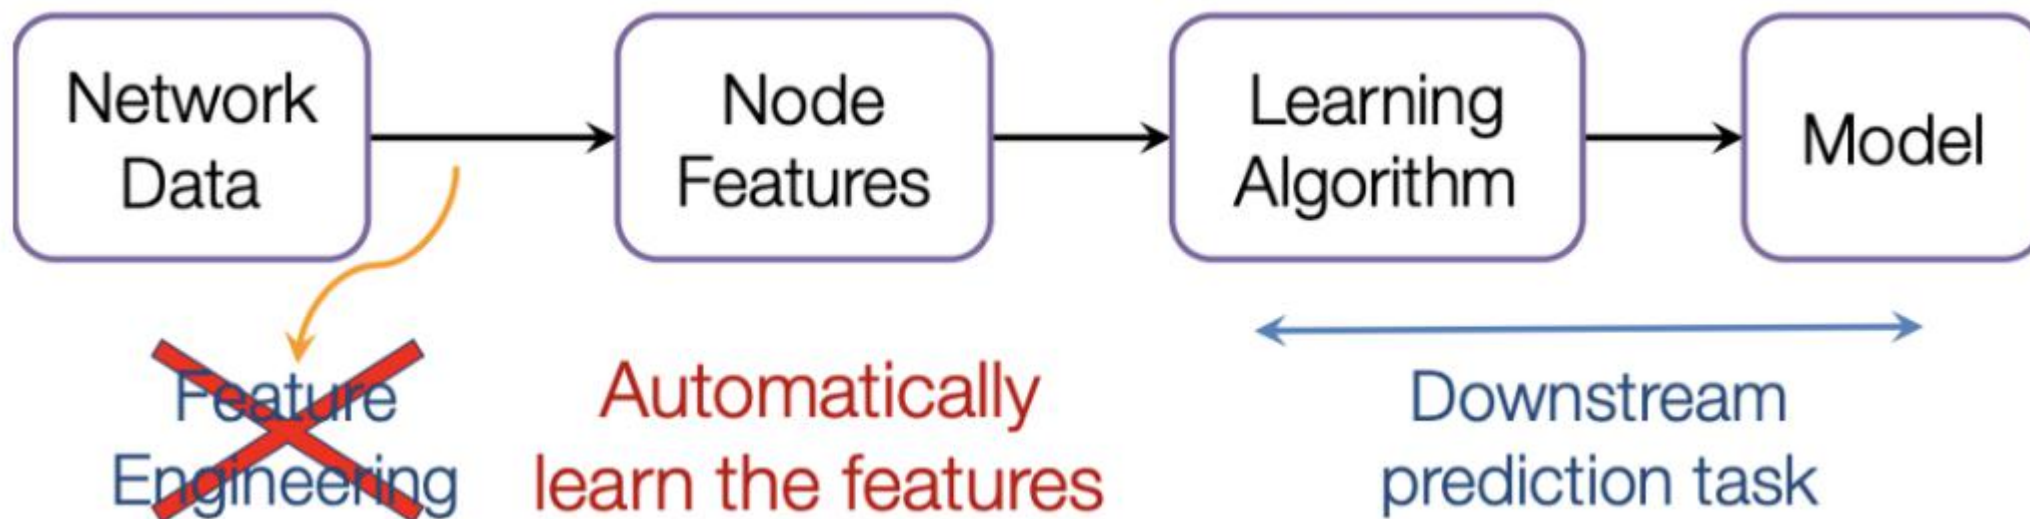 Network
Data
Node
Features
Learning
Algorithm
Model
Feature
Engineering
Automatically
learn the features
Downstream
prediction task